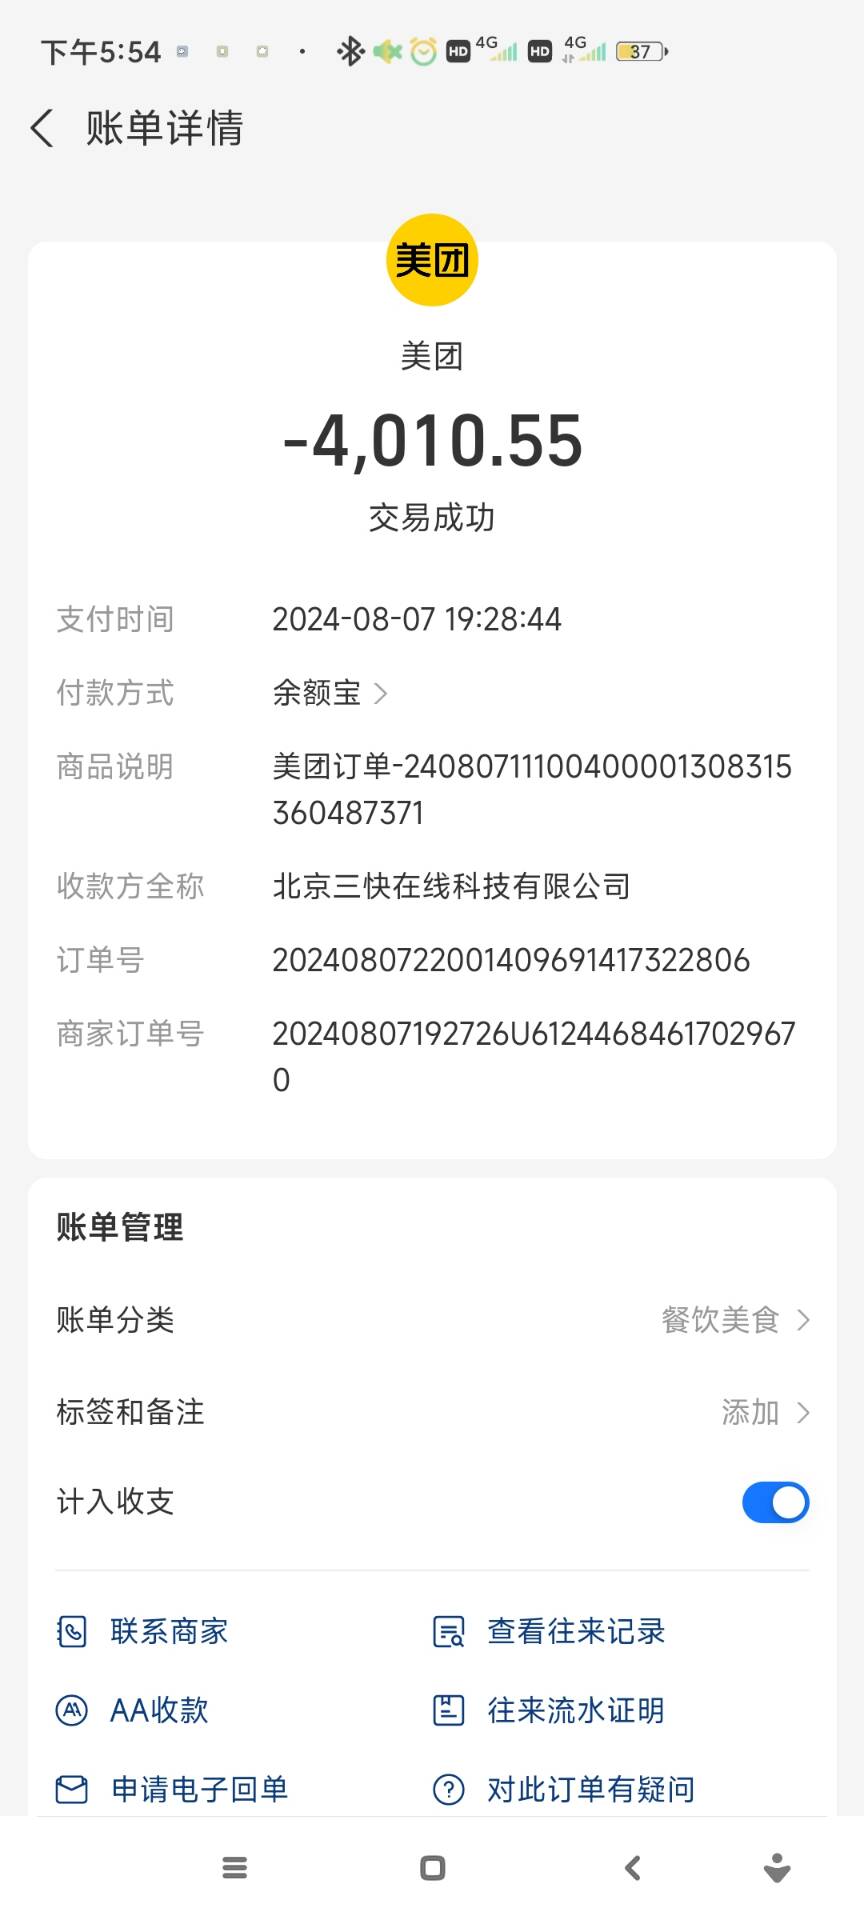 下午5:54
HD 4G HD 4G 37
账单详情
美团
美团
-4,010.55
交易成功
支付时间 2024-08-07 19:28:44
付款方式 余额宝
商品说明 美团订单-24080711100400001308315
360487371
收款方全称 北京三快在线科技有限公司
订单号 2024080722001409691417322806
商家订单号 20240807192726U6124468461702967
0
账单管理
账单分类 餐饮美食
标签和备注 添加
计入收支
联系商家 查看往来记录
AA收款 往来流水证明
申请电子回单 对此订单有疑问